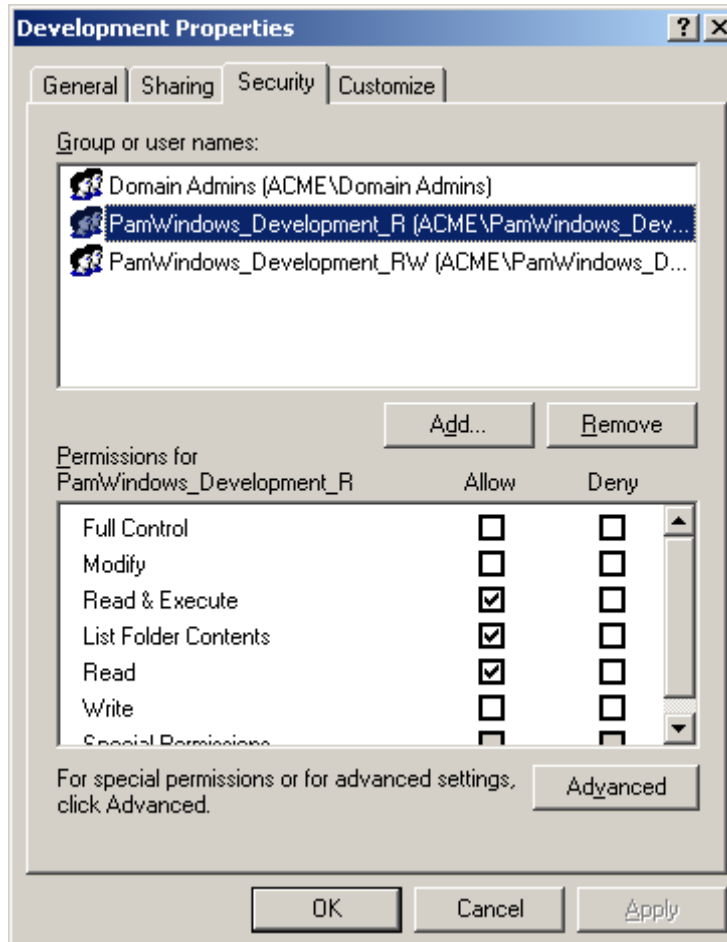 Development Properties
General Sharing Security Customize
Group or user names:
Domain Admins (ACME\Domain Admins)
PamWindows_Development_R (ACME\PamWindows_Dev...
PamWindows_Development_RW (ACME\PamWindows_D...
Add... Remove
Permissions for
PamWindows_Development_R Allow Deny
Full Control
Modify
Read & Execute
List Folder Contents
Read
Write
Special Permissions
For special permissions or for advanced settings,
click Advanced.
Advanced
OK Cancel Apply